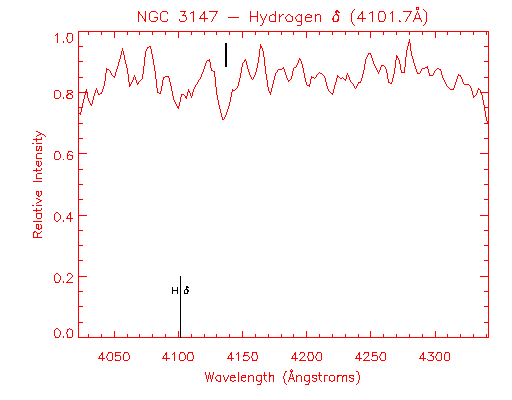 NGC 3147 – Hydrogen δ (4101.7Å)
1.0
0.8
0.6
0.4
0.2
0.0
Relative Intensity
H δ
4050 4100 4150 4200 4250 4300
Wavelength (Ångstroms)